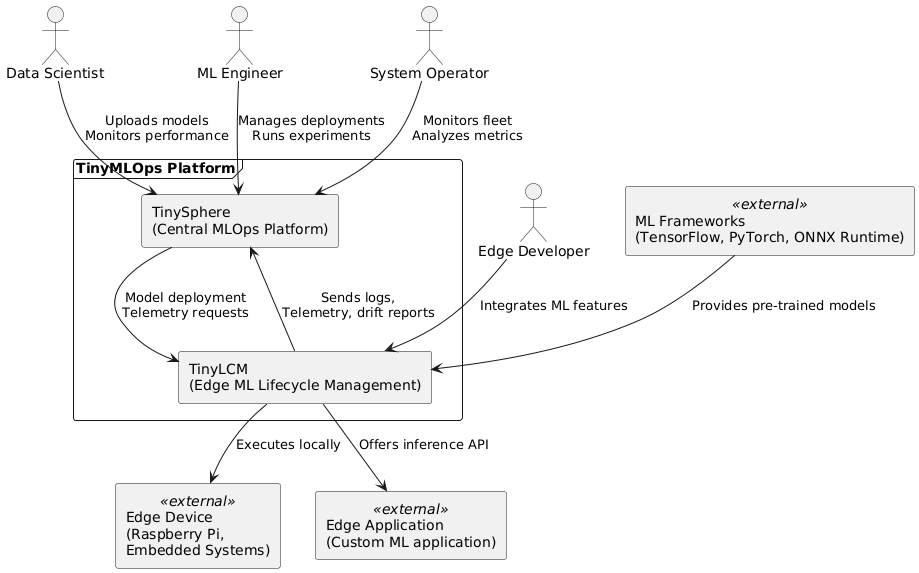 Data Scientist
ML Engineer
System Operator
Uploads models
Monitors performance
Manages deployments
Runs experiments
Monitors fleet
Analyzes metrics
TinyMLOps Platform
TinySphere
(Central MLOps Platform)
Edge Developer
«external»
ML Frameworks
(TensorFlow, PyTorch, ONNX Runtime)
Model deployment
Telemetry requests
Sends logs,
Telemetry, drift reports
Integrates ML features
Provides pre-trained models
TinyLCM
(Edge ML Lifecycle Management)
Executes locally
Offers inference API
«external»
Edge Device
(Raspberry Pi,
Embedded Systems)
«external»
Edge Application
(Custom ML application)